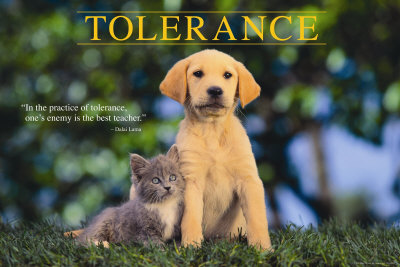 TOLERANCE
“In the practice of tolerance,
one's enemy is the best teacher.”
– Dalai Lama